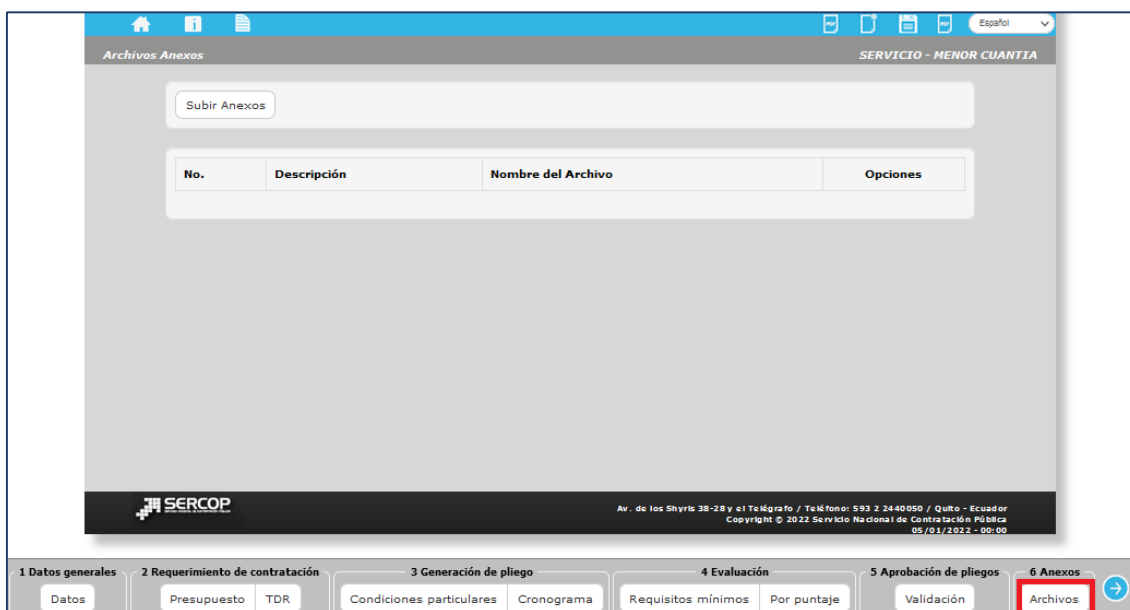 PDF PDF Español
Archivos Anexos SERVICIO - MENOR CUANTIA
Subir Anexos
No. Descripción Nombre del Archivo Opciones
SERCOP
Av. de los Shyris 38-28 y el Telégrafo / Teléfono: 593 2 2440050 / Quito - Ecuador
Copyright © 2022 Servicio Nacional de Contratación Pública
05/01/2022 - 00:00
1 Datos generales 2 Requerimiento de contratación 3 Generación de pliego 4 Evaluación 5 Aprobación de pliegos 6 Anexos
Datos Presupuesto TDR Condiciones particulares Cronograma Requisitos mínimos Por puntaje Validación Archivos